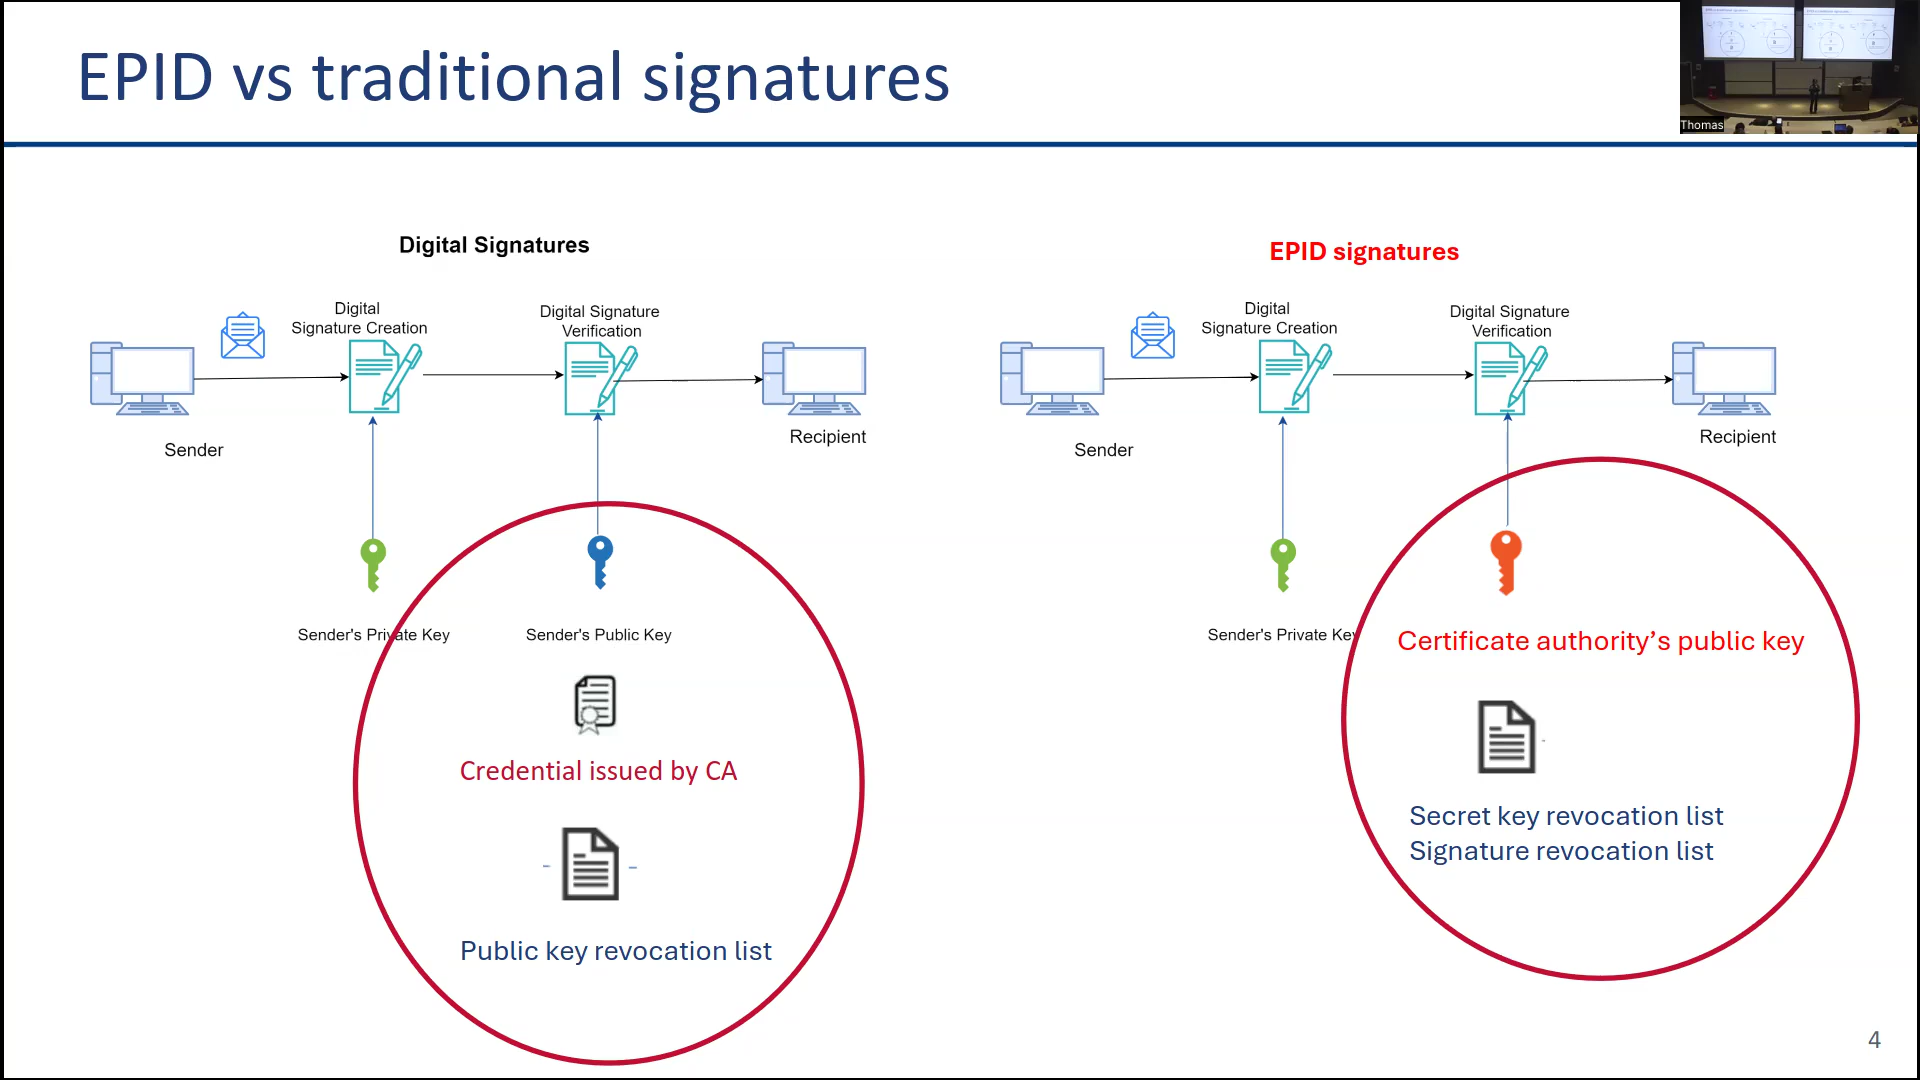 EPID vs traditional signatures
Thomas
Digital Signatures
Digital
Signature Creation
Digital Signature
Verification
Sender
Recipient
Sender's Private Key
Sender's Public Key
Credential issued by CA
Public key revocation list
EPID signatures
Digital
Signature Creation
Digital Signature
Verification
Sender
Recipient
Sender's Private Key
Certificate authority’s public key
Secret key revocation list
Signature revocation list
4